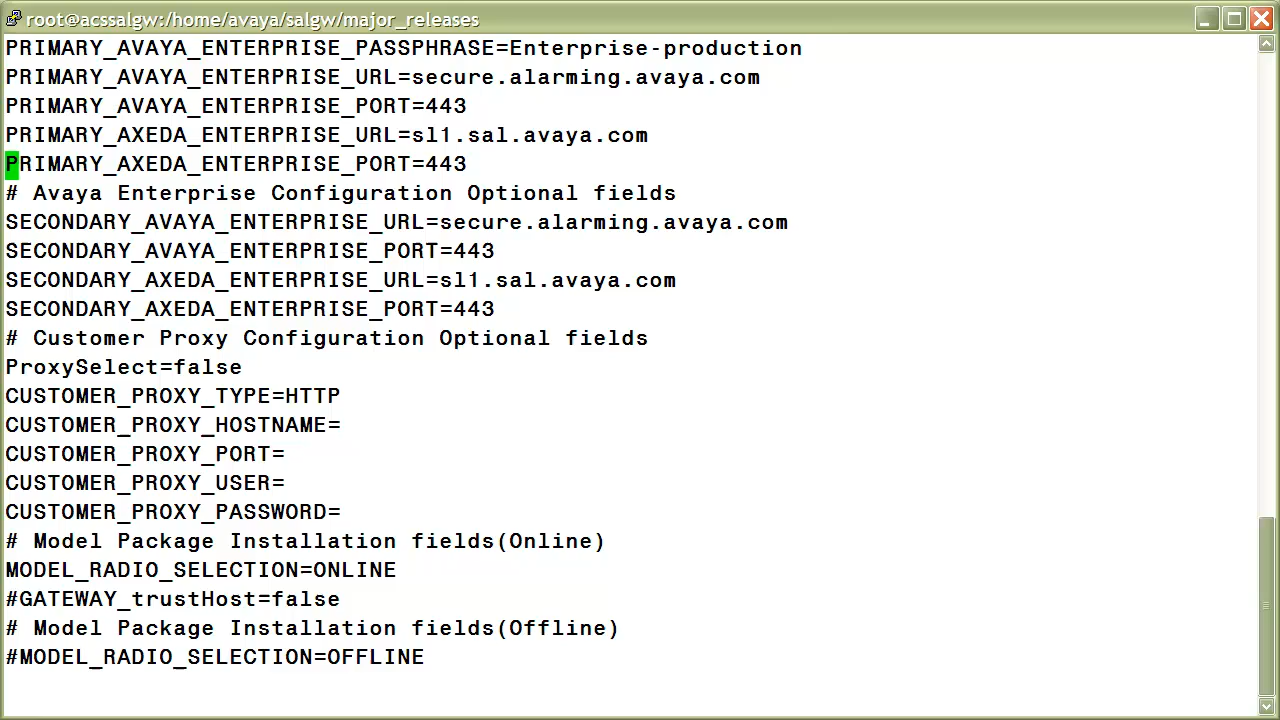 root@acssalgw:/home/avaya/salgw/major_releases
PRIMARY_AVAYA_ENTERPRISE_PASSPHRASE=Enterprise-production
PRIMARY_AVAYA_ENTERPRISE_URL=secure.alarming.avaya.com
PRIMARY_AVAYA_ENTERPRISE_PORT=443
PRIMARY_AXEDA_ENTERPRISE_URL=sl1.sal.avaya.com
PRIMARY_AXEDA_ENTERPRISE_PORT=443
# Avaya Enterprise Configuration Optional fields
SECONDARY_AVAYA_ENTERPRISE_URL=secure.alarming.avaya.com
SECONDARY_AVAYA_ENTERPRISE_PORT=443
SECONDARY_AXEDA_ENTERPRISE_URL=sl1.sal.avaya.com
SECONDARY_AXEDA_ENTERPRISE_PORT=443
# Customer Proxy Configuration Optional fields
ProxySelect=false
CUSTOMER_PROXY_TYPE=HTTP
CUSTOMER_PROXY_HOSTNAME=
CUSTOMER_PROXY_PORT=
CUSTOMER_PROXY_USER=
CUSTOMER_PROXY_PASSWORD=
# Model Package Installation fields(Online)
MODEL_RADIO_SELECTION=ONLINE
#GATEWAY_trustHost=false
# Model Package Installation fields(Offline)
#MODEL_RADIO_SELECTION=OFFLINE